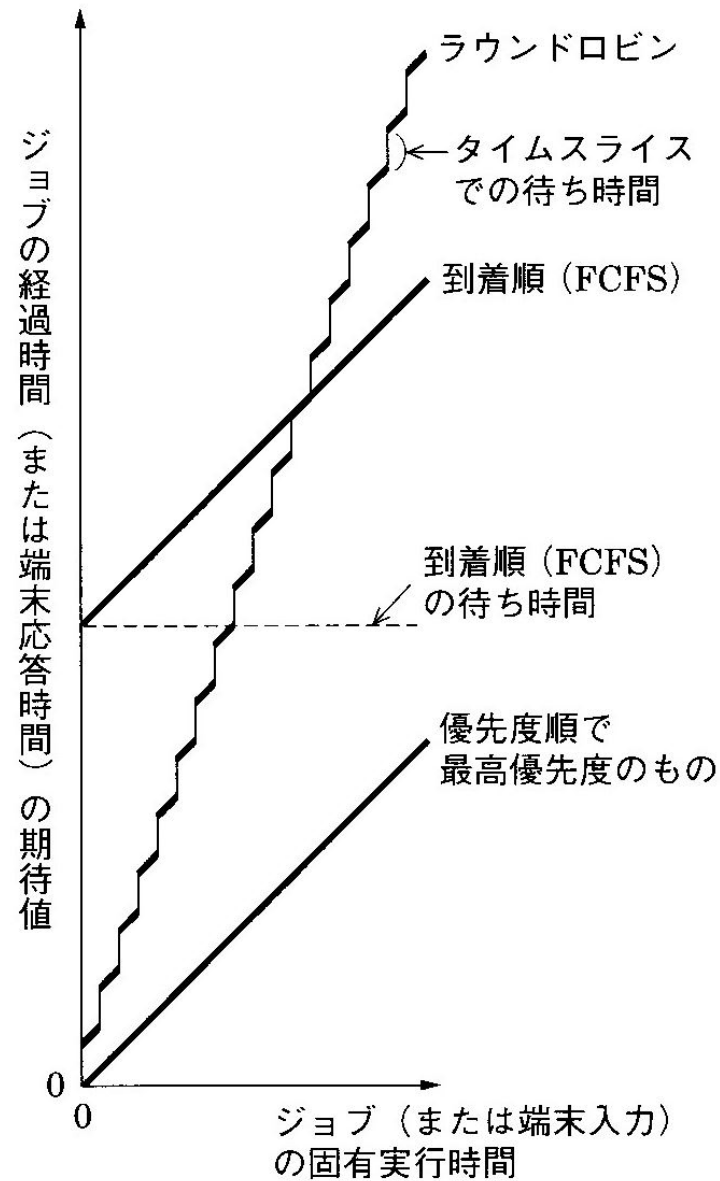 ラウンドロビン
タイムスライス
での待ち時間
到着順（FCFS）
ジョブの経過時間（または端末応答時間）の期待値
到着順（FCFS）
の待ち時間
優先度順で
最高優先度のもの
0
0
ジョブ（または端末入力）
の固有実行時間